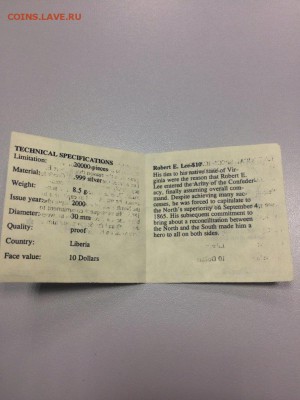 COINS.LAVE.RU
TECHNICAL SPECIFICATIONS
Limitation: 20000 pieces
Material: .999 silver
Weight: 8.5 g
Issue year: 2000
Diameter: 30 mm
Quality: proof
Country: Liberia
Face value: 10 Dollars
Robert E. Lee
His ties to his native state of Vir-
ginia were the reason that Robert E.
Lee entered the Army of the Confeder-
acy, finally assuming overall com-
mand. Despite achieving many suc-
cesses, he was forced to capitulate to
the North's superiority on September 4,
1865. His subsequent commitment to
bring about a reconciliation between
the North and the South made him a
hero to all on both sides.